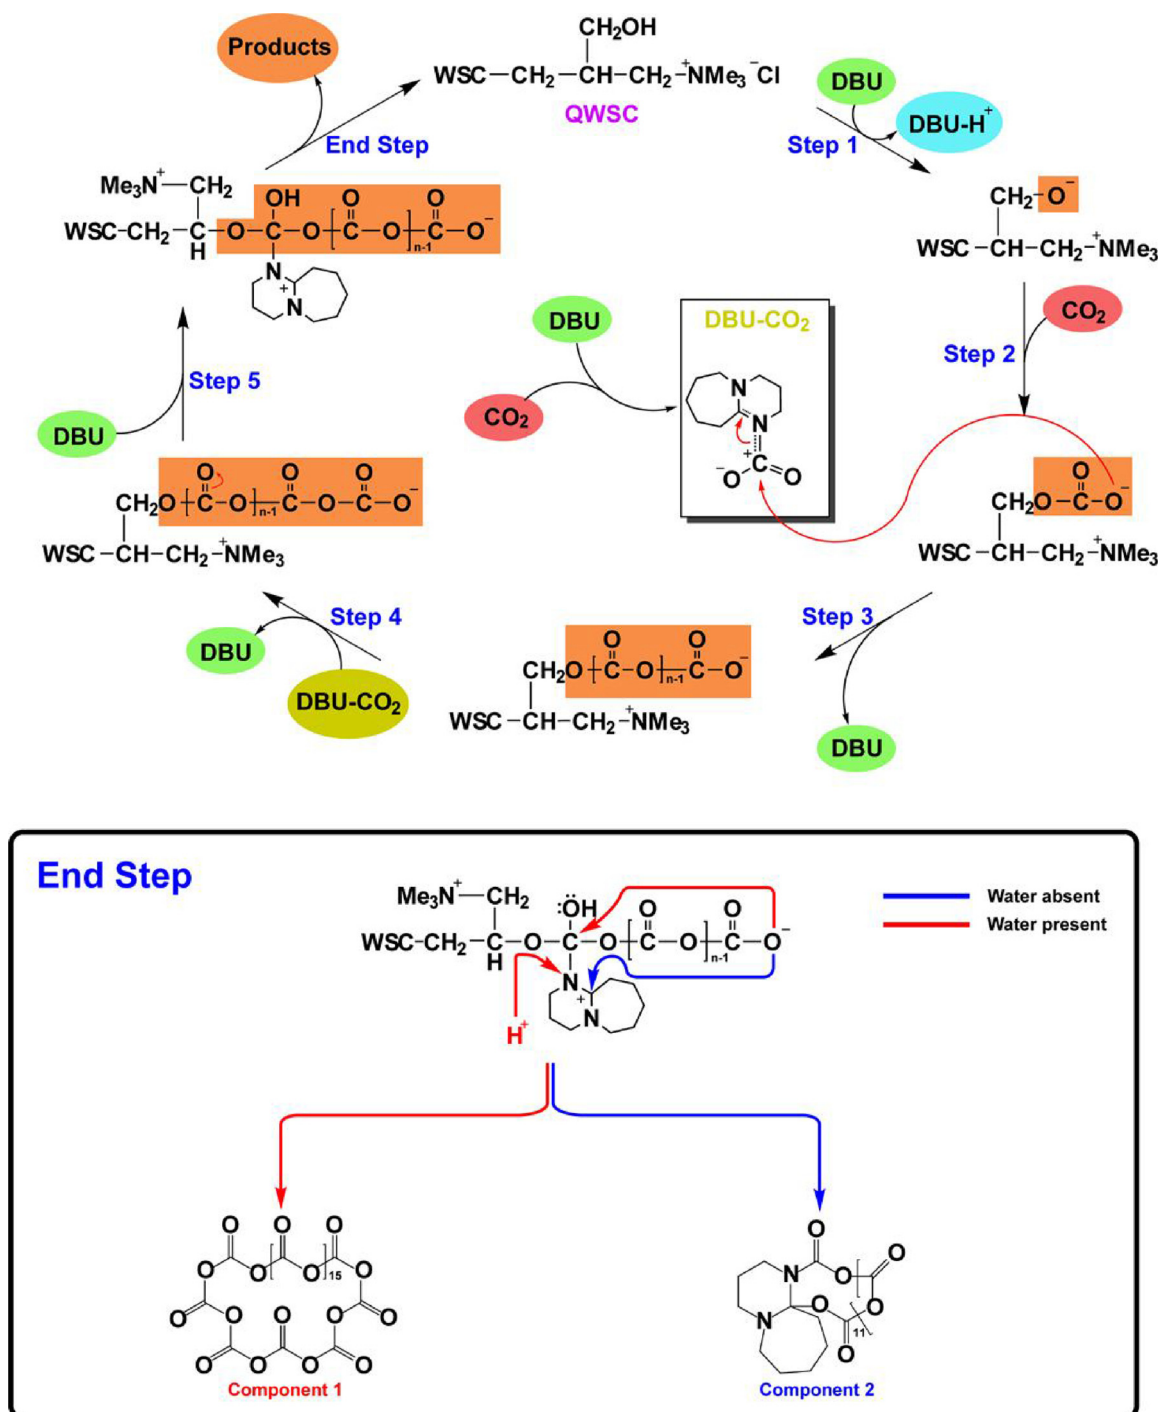 Products
CH2OH
WSC—CH2—CH—CH2—NMe3 + −Cl
QWSC
DBU
DBU-H+
Step 1
End Step
Me3N+—CH2
OH O O
WSC—CH2—C—O—C—O—[C—O]n-1—C—O−
H
N
+
N
CH2—O−
WSC—CH—CH2—NMe3 +
CO2
Step 2
DBU
CO2
DBU-CO2
N
N
−O C+ O
Step 5
DBU
O O O
CH2O—(C—O)n-1—C—O—C—O−
WSC—CH—CH2—NMe3 +
O
CH2O—C—O−
WSC—CH—CH2—NMe3 +
Step 4
DBU
DBU-CO2
Step 3
DBU
O O
CH2O—(C—O)n-1—C—O−
WSC—CH—CH2—NMe3 +
End Step
Water absent
Water present
Me3N+—CH2
:ÖH O O
WSC—CH2—C—O—C—O—[C—O]n-1—C—O−
H
N
+
N
H+
O O O
O O O 15 O
O O O O
O O O O O
Component 1
O
O
N O
O O
N O 11
O
Component 2